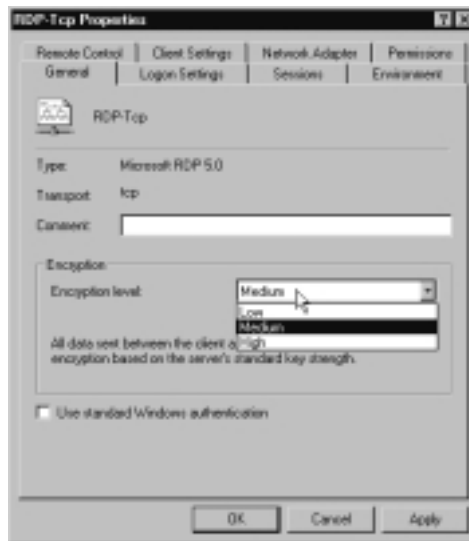 RDP-Tcp Properties
Remote Control Client Settings Network Adapter Permissions
General Logon Settings Sessions Environment
RDP-Tcp
Type: Microsoft RDP 5.0
Transport: tcp
Comment:
Encryption
Encryption level: Medium
Low
Medium
High
All data sent between the client a
encryption based on the server's standard key strength.
Use standard Windows authentication
OK Cancel Apply